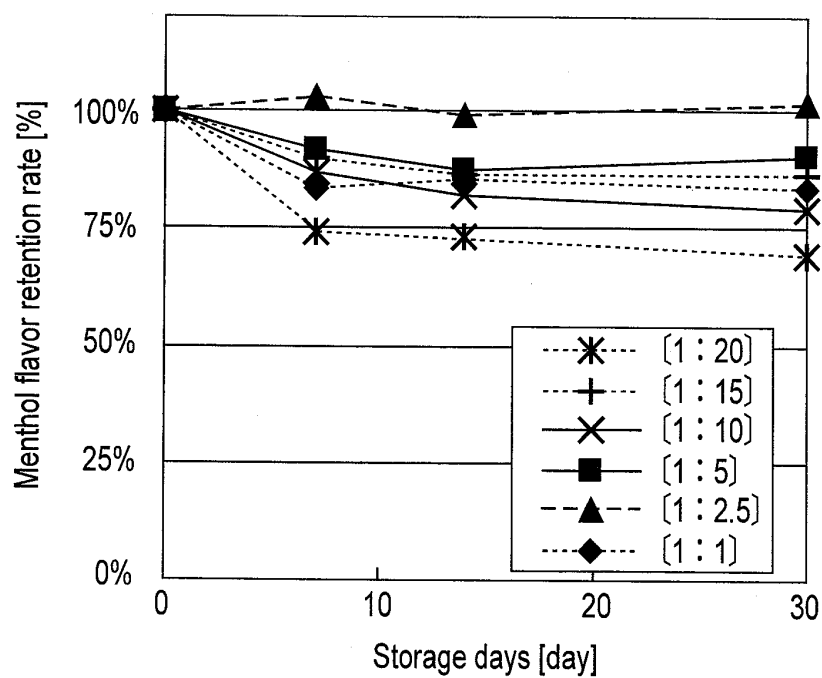 Menthol flavor retention rate [%]
100%
75%
50%
25%
0%
0
10
20
30
Storage days [day]
[1 : 20]
[1 : 15]
[1 : 10]
[1 : 5]
[1 : 2.5]
[1 : 1]